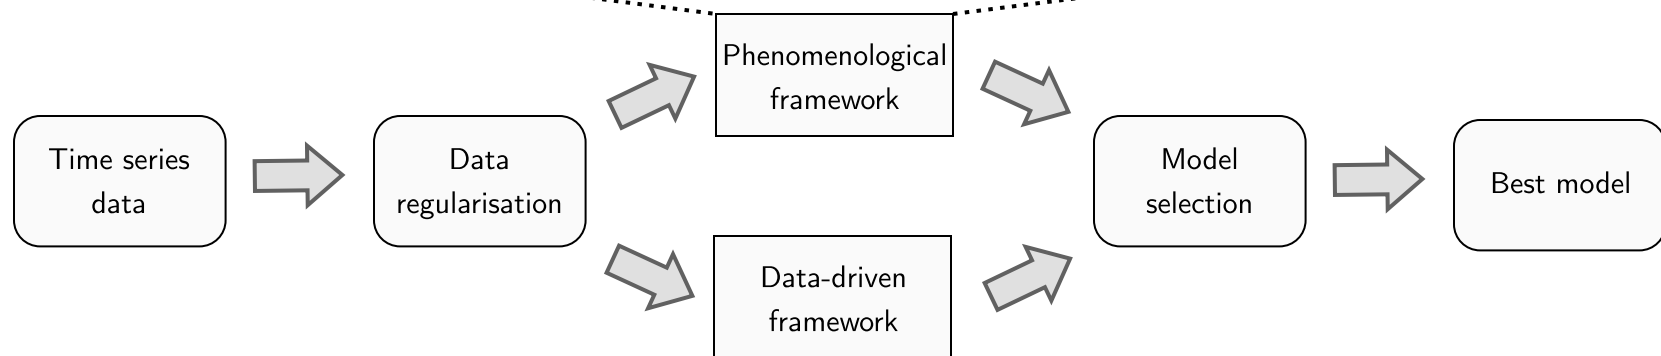 Time series
data
Data
regularisation
Phenomenological
framework
Data-driven
framework
Model
selection
Best model